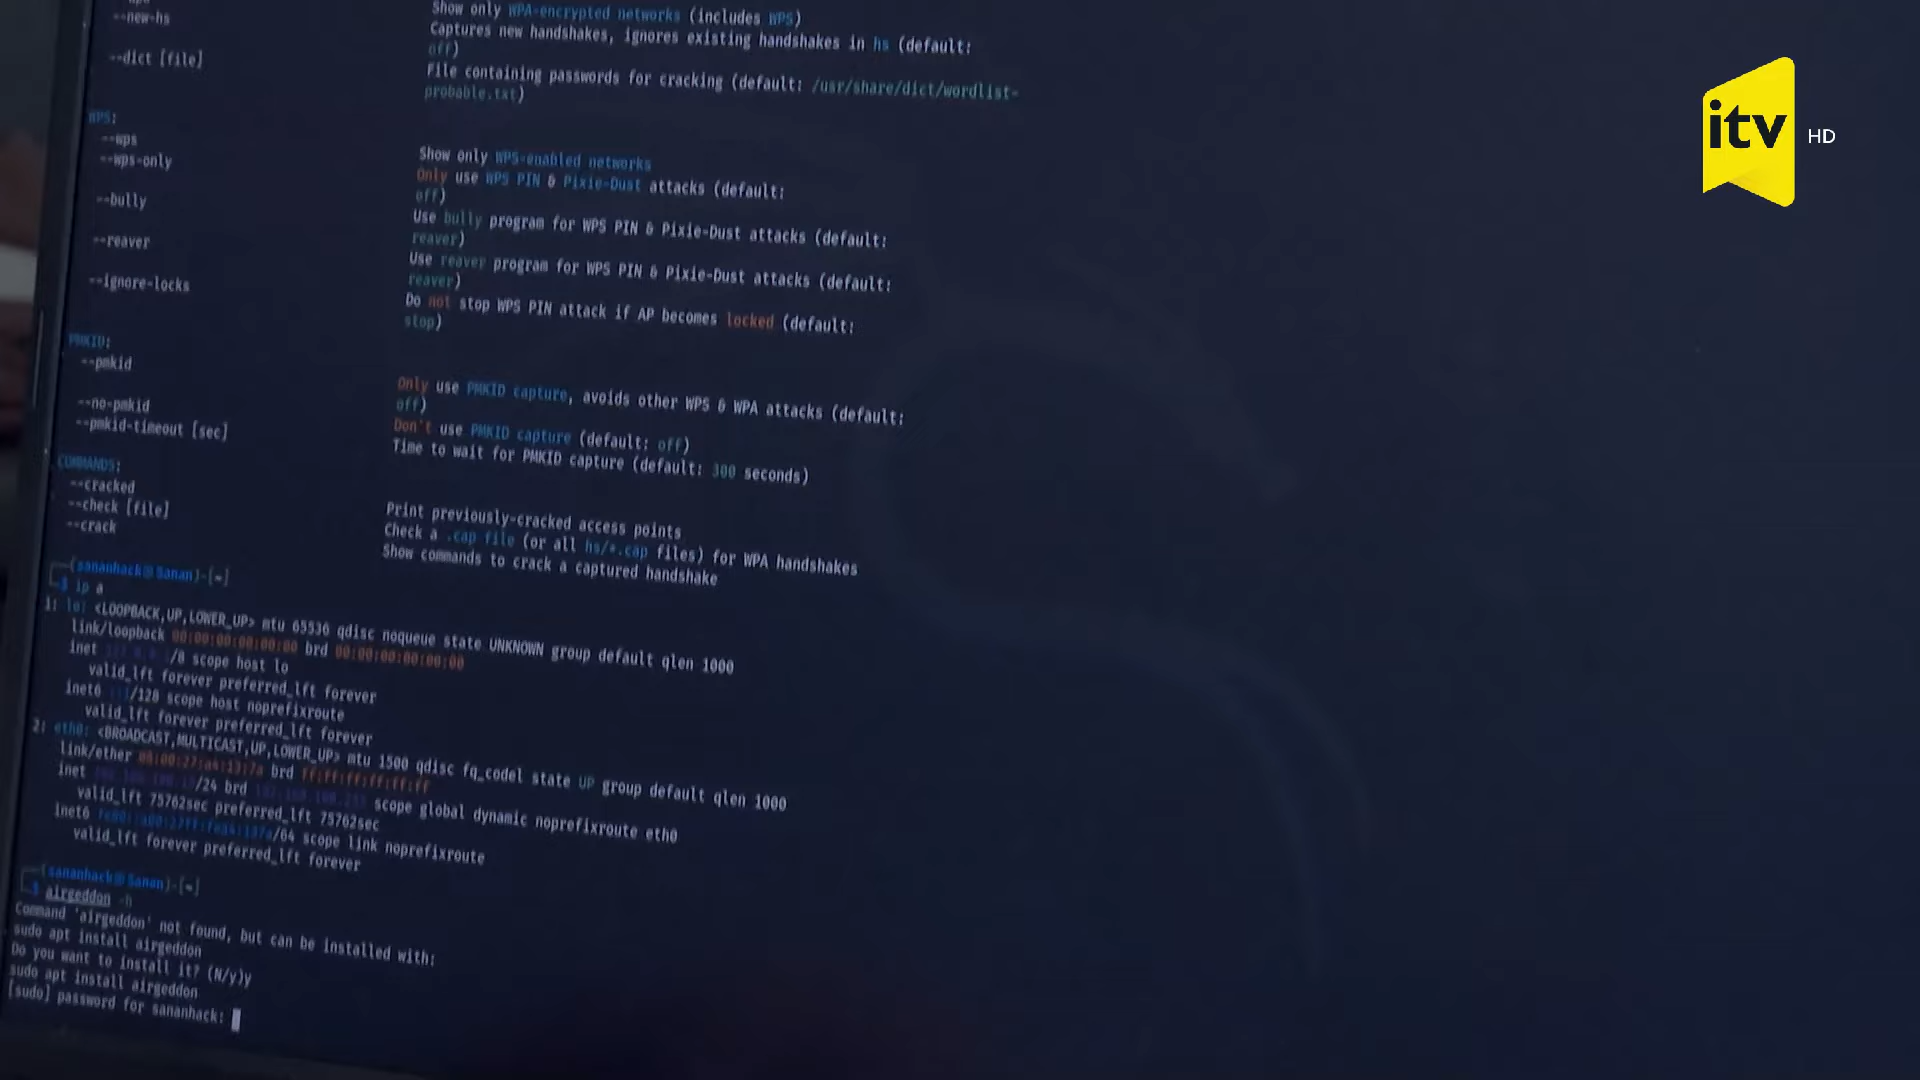 --new-hs
Show only WPA-encrypted networks (includes WPS)
Captures new handshakes, ignores existing handshakes in hs (default:
off)
--dict [file]
File containing passwords for cracking (default: /usr/share/dict/wordlist-
probable.txt)
WPS:
--wps
Show only WPS-enabled networks
--wps-only
Only use WPS PIN & Pixie-Dust attacks (default:
off)
--bully
Use bully program for WPS PIN & Pixie-Dust attacks (default:
reaver)
--reaver
Use reaver program for WPS PIN & Pixie-Dust attacks (default:
reaver)
--ignore-locks
Do not stop WPS PIN attack if AP becomes locked (default:
stop)
PMKID:
--pmkid
Only use PMKID capture, avoids other WPS & WPA attacks (default:
off)
--no-pmkid
Don't use PMKID capture (default: off)
--pmkid-timeout [sec]
Time to wait for PMKID capture (default: 300 seconds)
COMMANDS:
--cracked
Print previously-cracked access points
--check [file]
Check a .cap file (or all hs/*.cap files) for WPA handshakes
--crack
Show commands to crack a captured handshake
(sananhack@Sanan)-[~]
$ ip a
1: lo: <LOOPBACK,UP,LOWER_UP> mtu 65536 qdisc noqueue state UNKNOWN group default qlen 1000
link/loopback 00:00:00:00:00:00 brd 00:00:00:00:00:00
inet /8 scope host lo
valid_lft forever preferred_lft forever
inet6 ::1/128 scope host noprefixroute
valid_lft forever preferred_lft forever
2: eth0: <BROADCAST,MULTICAST,UP,LOWER_UP> mtu 1500 qdisc fq_codel state UP group default qlen 1000
link/ether brd ff:ff:ff:ff:ff:ff
inet /24 brd scope global dynamic noprefixroute eth0
valid_lft 75762sec preferred_lft 75762sec
inet6 /64 scope link noprefixroute
valid_lft forever preferred_lft forever
(sananhack@Sanan)-[~]
$ airgeddon -h
Command 'airgeddon' not found, but can be installed with:
sudo apt install airgeddon
Do you want to install it? (N/y)y
sudo apt install airgeddon
[sudo] password for sananhack:
itv HD